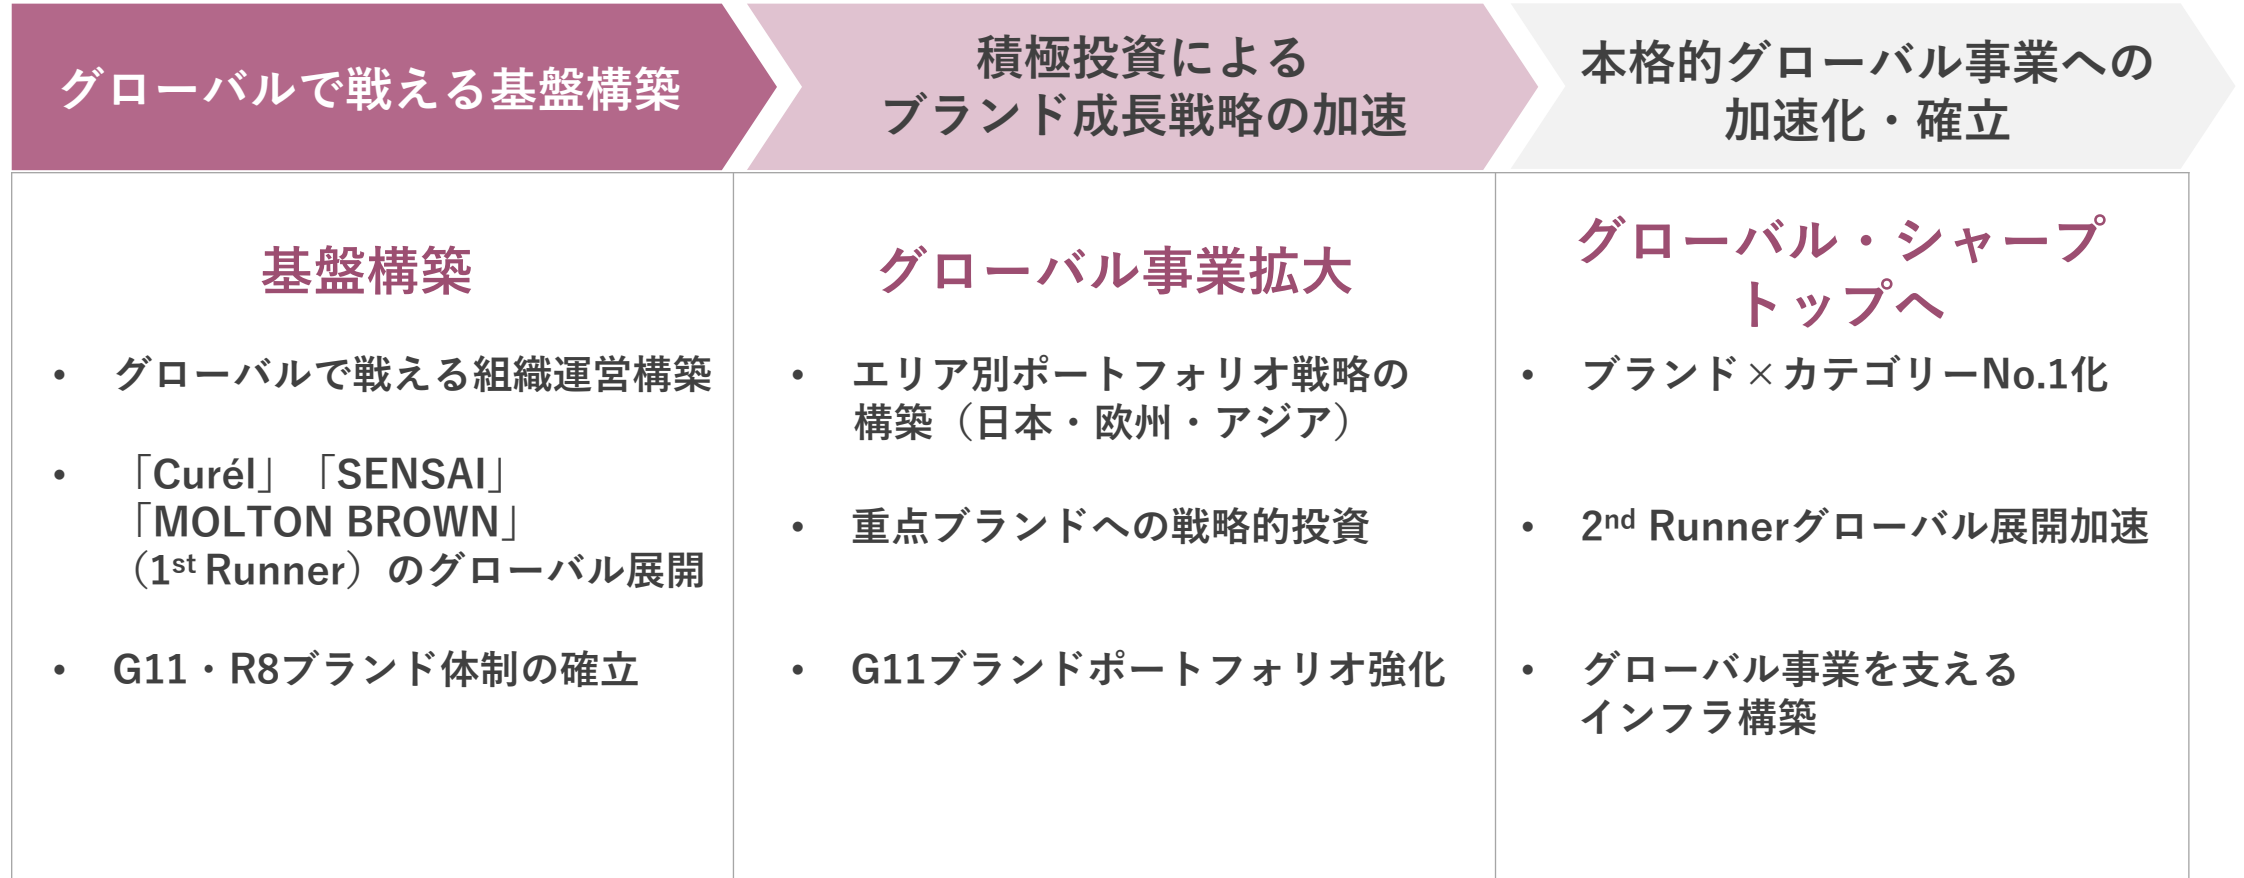 グローバルで戦える基盤構築
積極投資による
ブランド成長戦略の加速
本格的グローバル事業への
加速化・確立
基盤構築
• グローバルで戦える組織運営構築
• 「Curél」「SENSAI」
「MOLTON BROWN」
（1st Runner）のグローバル展開
• G11・R8ブランド体制の確立
グローバル事業拡大
• エリア別ポートフォリオ戦略の
構築（日本・欧州・アジア）
• 重点ブランドへの戦略的投資
• G11ブランドポートフォリオ強化
グローバル・シャープ
トップへ
• ブランド×カテゴリーNo.1化
• 2nd Runnerグローバル展開加速
• グローバル事業を支える
インフラ構築